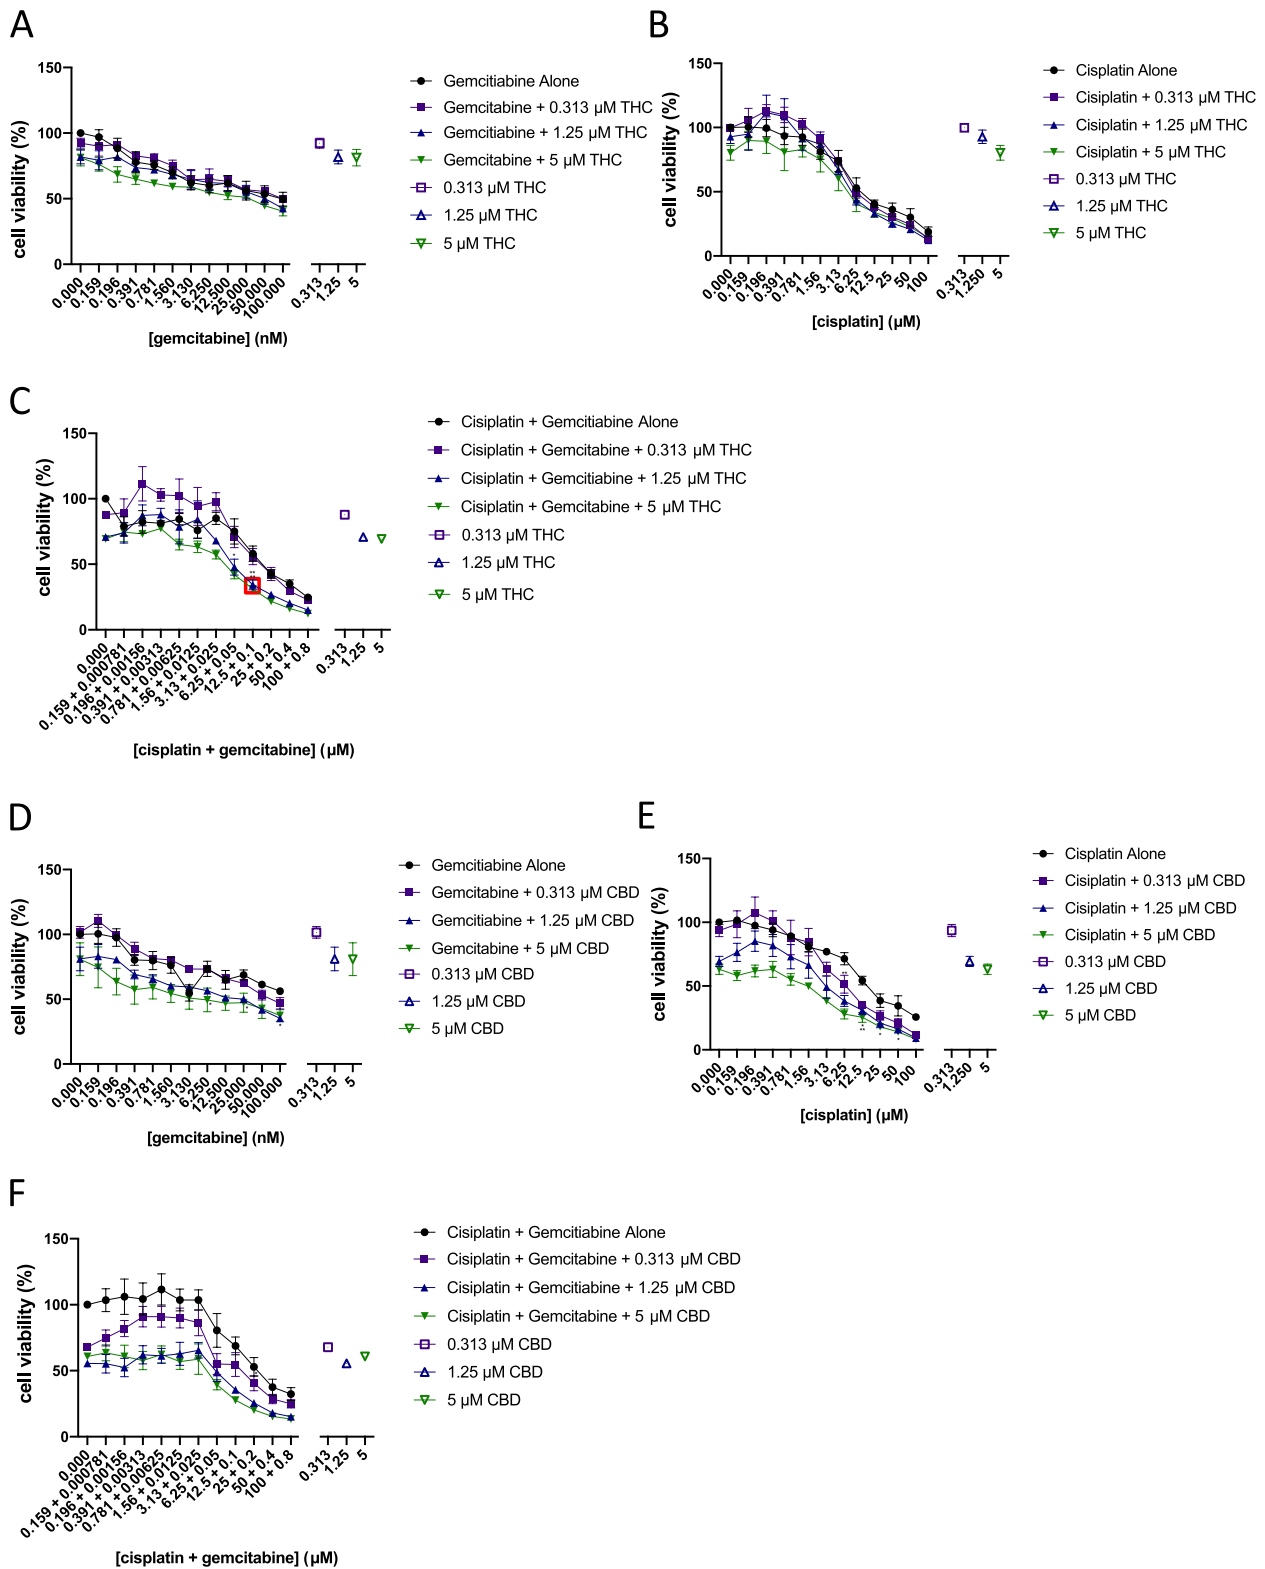 A
150
100
50
0
cell viability (%)
0.000
0.159
0.196
0.391
0.781
1.560
3.130
6.250
12.500
25.000
50.000
100.000
0.313
1.25
5
[gemcitabine] (nM)
Gemcitiabine Alone
Gemcitabine + 0.313 µM THC
Gemcitiabine + 1.25 µM THC
Gemcitabine + 5 µM THC
0.313 µM THC
1.25 µM THC
5 µM THC
B
150
100
50
0
cell viability (%)
0.000
0.159
0.196
0.391
0.781
1.56
3.13
6.25
12.5
25
50
100
0.313
1.250
5
[cisplatin] (µM)
Cisplatin Alone
Cisplatin + 0.313 µM THC
Cisplatin + 1.25 µM THC
Cisplatin + 5 µM THC
0.313 µM THC
1.25 µM THC
5 µM THC
C
150
100
50
0
cell viability (%)
0.000
0.159 + 0.000781
0.196 + 0.00156
0.391 + 0.00313
0.781 + 0.00625
1.56 + 0.0125
3.13 + 0.025
6.25 + 0.05
12.5 + 0.1
25 + 0.2
50 + 0.4
100 + 0.8
0.313
1.25
5
[cisplatin + gemcitabine] (µM)
Cisiplatin + Gemcitiabine Alone
Cisiplatin + Gemcitabine + 0.313 µM THC
Cisiplatin + Gemcitiabine + 1.25 µM THC
Cisiplatin + Gemcitabine + 5 µM THC
0.313 µM THC
1.25 µM THC
5 µM THC
D
150
100
50
0
cell viability (%)
0.000
0.159
0.196
0.391
0.781
1.560
3.130
6.250
12.500
25.000
50.000
100.000
0.313
1.25
5
[gemcitabine] (nM)
Gemcitiabine Alone
Gemcitabine + 0.313 µM CBD
Gemcitiabine + 1.25 µM CBD
Gemcitabine + 5 µM CBD
0.313 µM CBD
1.25 µM CBD
5 µM CBD
E
150
100
50
0
cell viability (%)
0.000
0.159
0.196
0.391
0.781
1.56
3.13
6.25
12.5
25
50
100
0.313
1.250
5
[cisplatin] (µM)
Cisplatin Alone
Cisplatin + 0.313 µM CBD
Cisplatin + 1.25 µM CBD
Cisplatin + 5 µM CBD
0.313 µM CBD
1.25 µM CBD
5 µM CBD
F
150
100
50
0
cell viability (%)
0.000
0.159 + 0.000781
0.196 + 0.00156
0.391 + 0.00313
0.781 + 0.00625
1.56 + 0.0125
3.13 + 0.025
6.25 + 0.05
12.5 + 0.1
25 + 0.2
50 + 0.4
100 + 0.8
0.313
1.25
5
[cisplatin + gemcitabine] (µM)
Cisiplatin + Gemcitiabine Alone
Cisiplatin + Gemcitabine + 0.313 µM CBD
Cisiplatin + Gemcitiabine + 1.25 µM CBD
Cisiplatin + Gemcitabine + 5 µM CBD
0.313 µM CBD
1.25 µM CBD
5 µM CBD